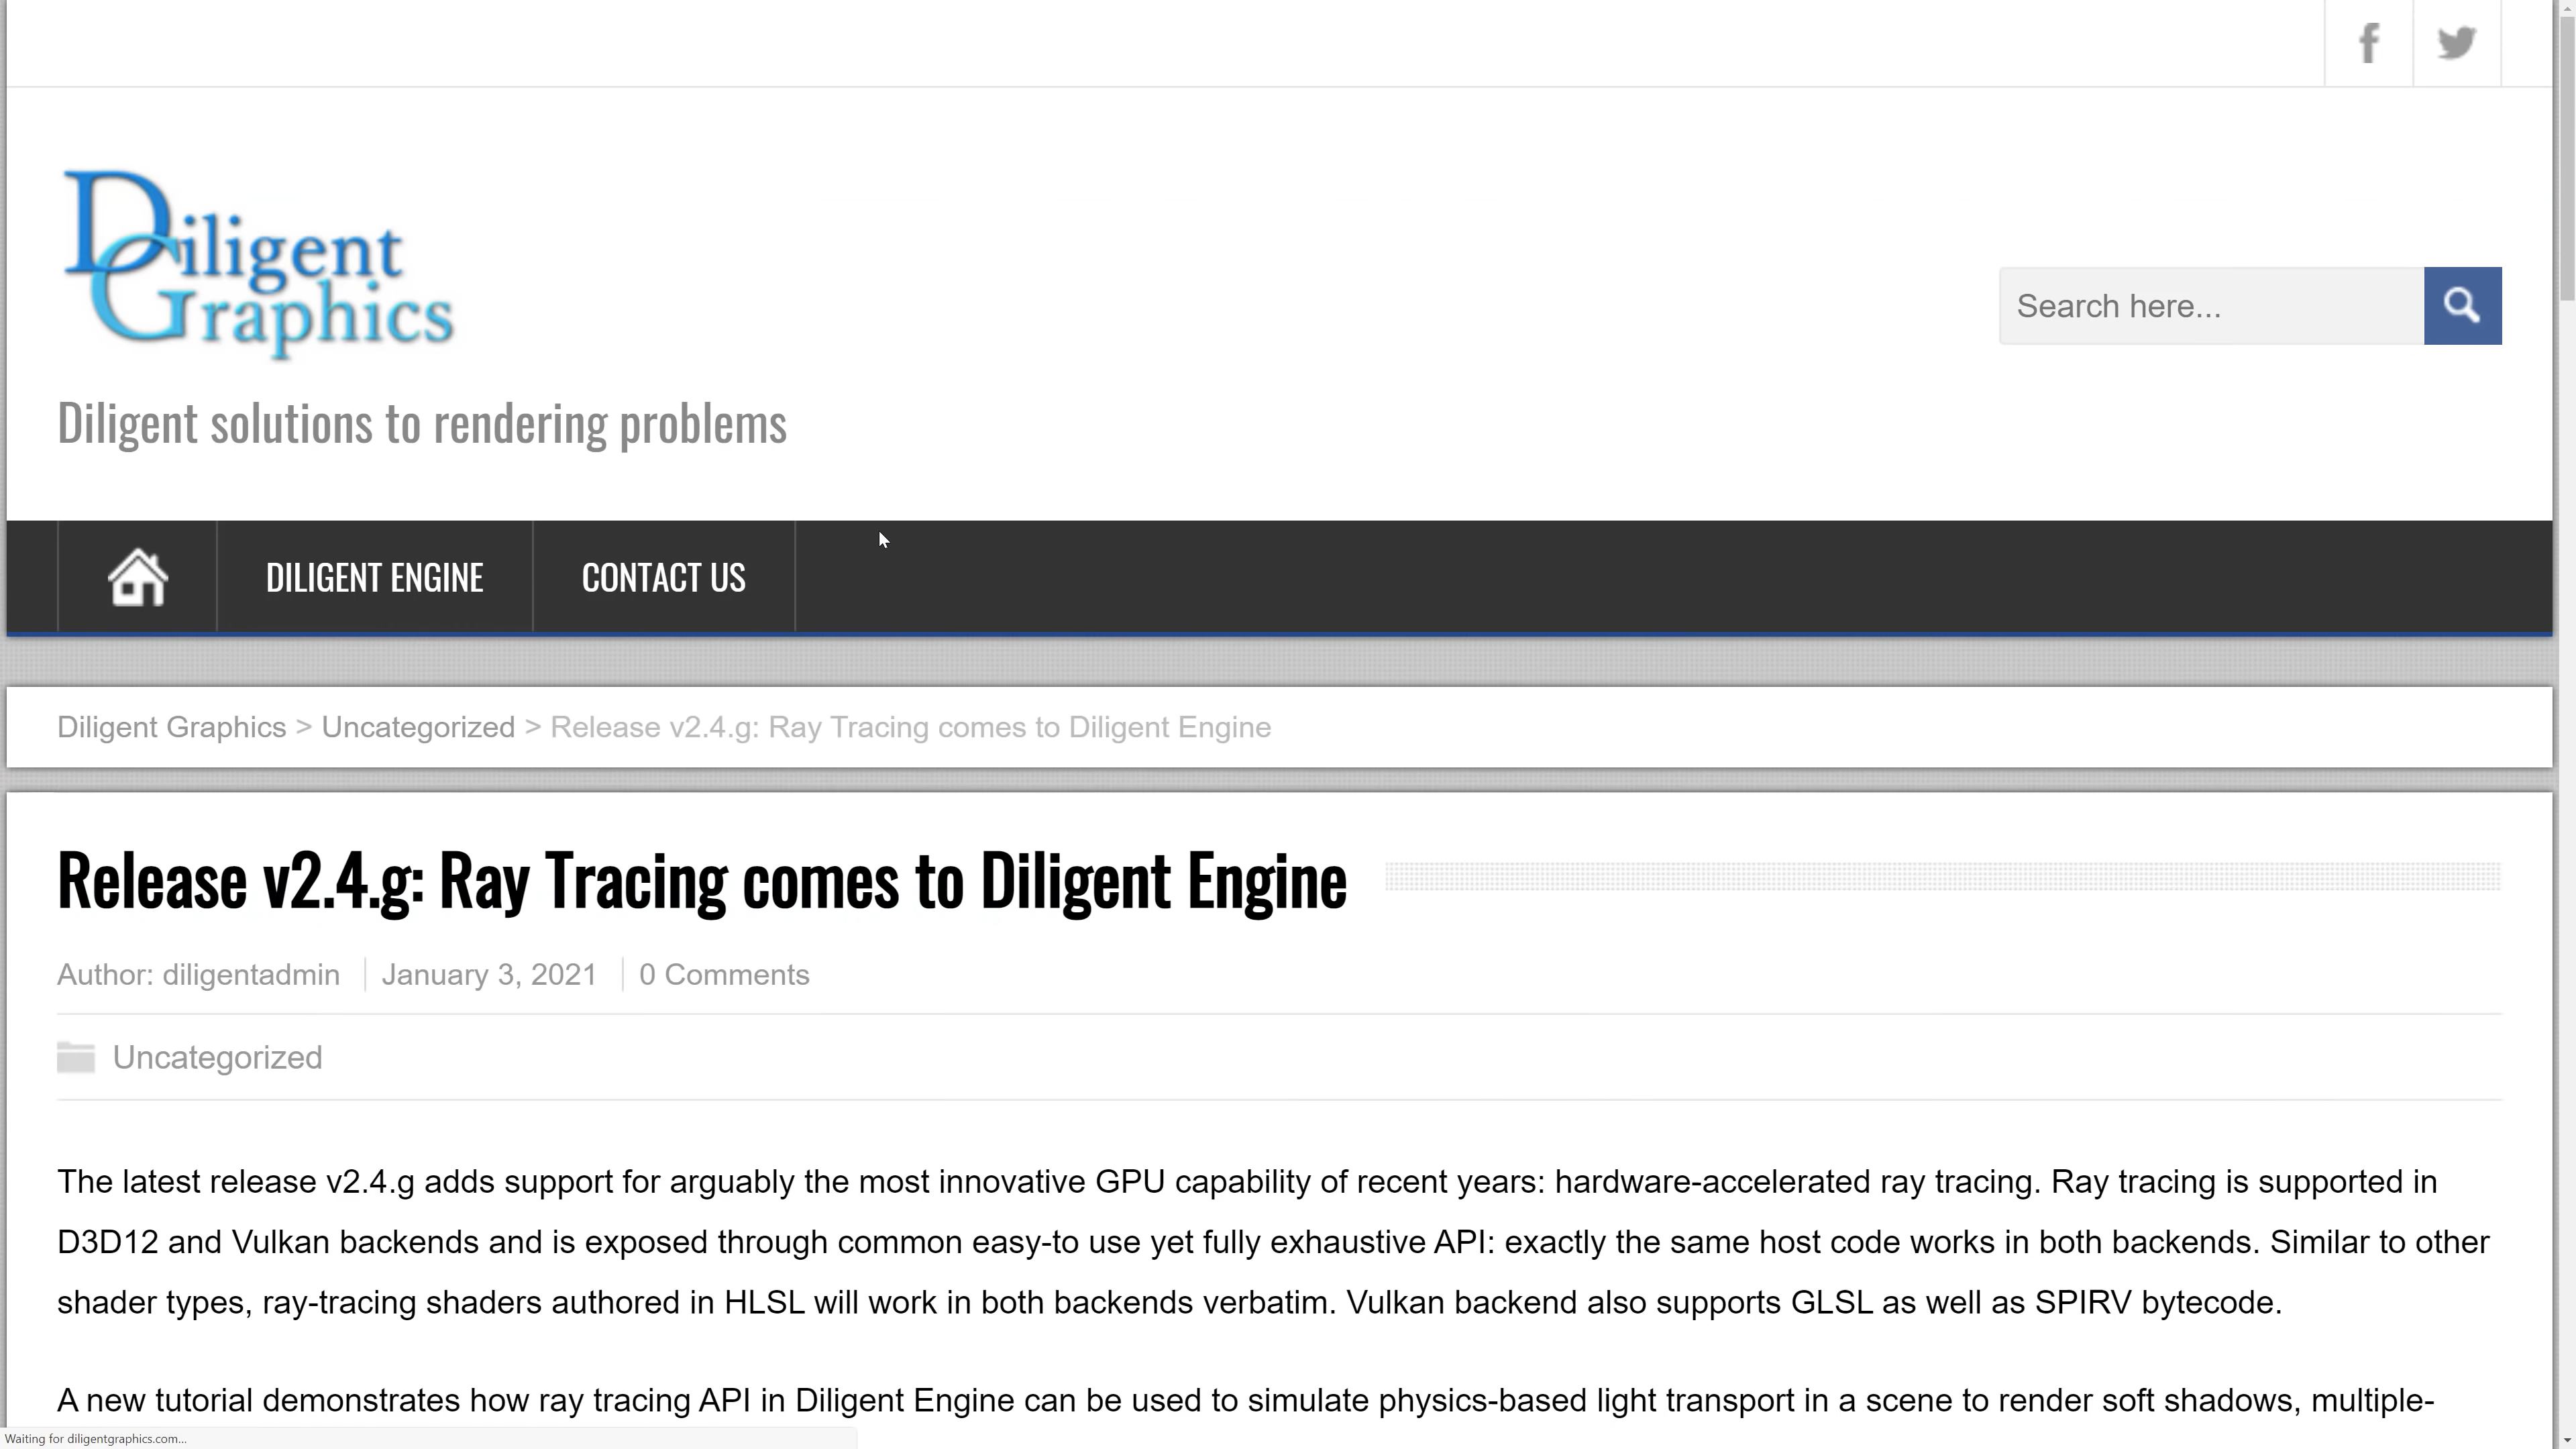 Diligent
Graphics
Search here...
Diligent solutions to rendering problems
DILIGENT ENGINE
CONTACT US
Diligent Graphics > Uncategorized > Release v2.4.g: Ray Tracing comes to Diligent Engine
Release v2.4.g: Ray Tracing comes to Diligent Engine
Author: diligentadmin January 3, 2021 0 Comments
Uncategorized
The latest release v2.4.g adds support for arguably the most innovative GPU capability of recent years: hardware-accelerated ray tracing. Ray tracing is supported in
D3D12 and Vulkan backends and is exposed through common easy-to use yet fully exhaustive API: exactly the same host code works in both backends. Similar to other
shader types, ray-tracing shaders authored in HLSL will work in both backends verbatim. Vulkan backend also supports GLSL as well as SPIRV bytecode.
A new tutorial demonstrates how ray tracing API in Diligent Engine can be used to simulate physics-based light transport in a scene to render soft shadows, multiple-
Waiting for diligentgraphics.com...